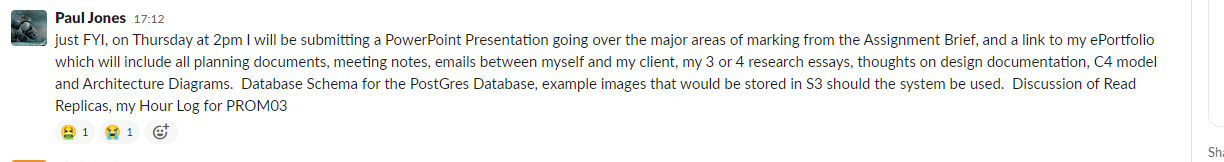 Paul Jones 17:12
just FYI, on Thursday at 2pm I will be submitting a PowerPoint Presentation going over the major areas of marking from the Assignment Brief, and a link to my ePortfolio
which will include all planning documents, meeting notes, emails between myself and my client, my 3 or 4 research essays, thoughts on design documentation, C4 model
and Architecture Diagrams.  Database Schema for the PostGres Database, example images that would be stored in S3 should the system be used.  Discussion of Read
Replicas, my Hour Log for PROM03
1 1